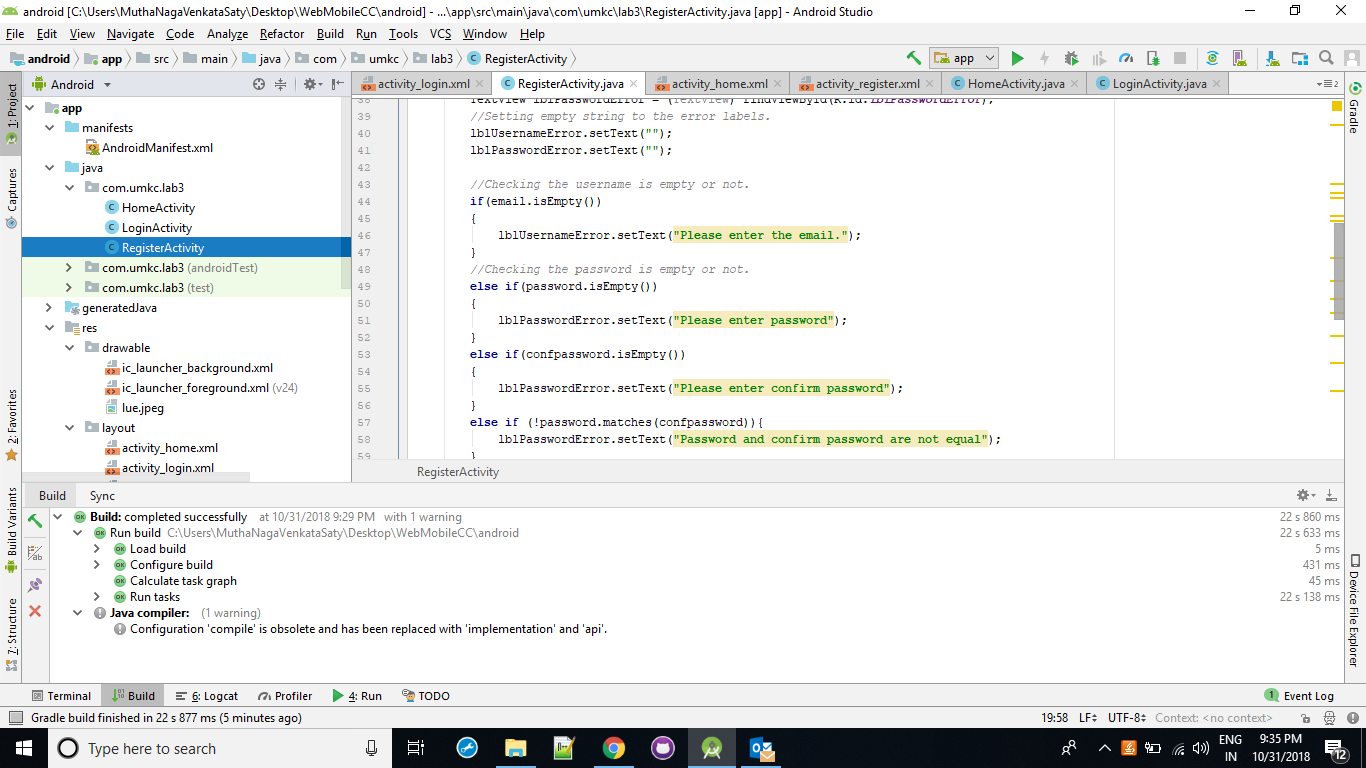 android [C:\Users\MuthaNagaVenkataSaty\Desktop\WebMobileCC\android] - ...\app\src\main\java\com\umkc\lab3\RegisterActivity.java [app] - Android Studio
File Edit View Navigate Code Analyze Refactor Build Run Tools VCS Window Help
android app src main java com umkc lab3 RegisterActivity app
1: Project
Captures
2: Favorites
Build Variants
7: Structure
Android
app
manifests
AndroidManifest.xml
java
com.umkc.lab3
HomeActivity
LoginActivity
RegisterActivity
com.umkc.lab3 (androidTest)
com.umkc.lab3 (test)
generatedJava
res
drawable
ic_launcher_background.xml
ic_launcher_foreground.xml (v24)
lue.jpeg
layout
activity_home.xml
activity_login.xml
activity_login.xml RegisterActivity.java activity_home.xml activity_register.xml HomeActivity.java LoginActivity.java
38 TextView lblPasswordError = (TextView) findViewById(R.id.lblPasswordError);
39 //Setting empty string to the error labels.
40 lblUsernameError.setText("");
41 lblPasswordError.setText("");
42
43 //Checking the username is empty or not.
44 if(email.isEmpty())
45 {
46 lblUsernameError.setText("Please enter the email.");
47 }
48 //Checking the password is empty or not.
49 else if(password.isEmpty())
50 {
51 lblPasswordError.setText("Please enter password");
52 }
53 else if(confpassword.isEmpty())
54 {
55 lblPasswordError.setText("Please enter confirm password");
56 }
57 else if (!password.matches(confpassword)){
58 lblPasswordError.setText("Password and confirm password are not equal");
59 }
RegisterActivity
Gradle
Device File Explorer
Build Sync
Build: completed successfully at 10/31/2018 9:29 PM with 1 warning 22 s 860 ms
Run build C:\Users\MuthaNagaVenkataSaty\Desktop\WebMobileCC\android 22 s 633 ms
Load build 5 ms
Configure build 431 ms
Calculate task graph 45 ms
Run tasks 22 s 138 ms
Java compiler: (1 warning)
Configuration 'compile' is obsolete and has been replaced with 'implementation' and 'api'.
Terminal Build 6: Logcat Profiler 4: Run TODO 1 Event Log
Gradle build finished in 22 s 877 ms (5 minutes ago) 19:58 LF UTF-8 Context: <no context>
Type here to search
ENG
IN
9:35 PM
10/31/2018
12